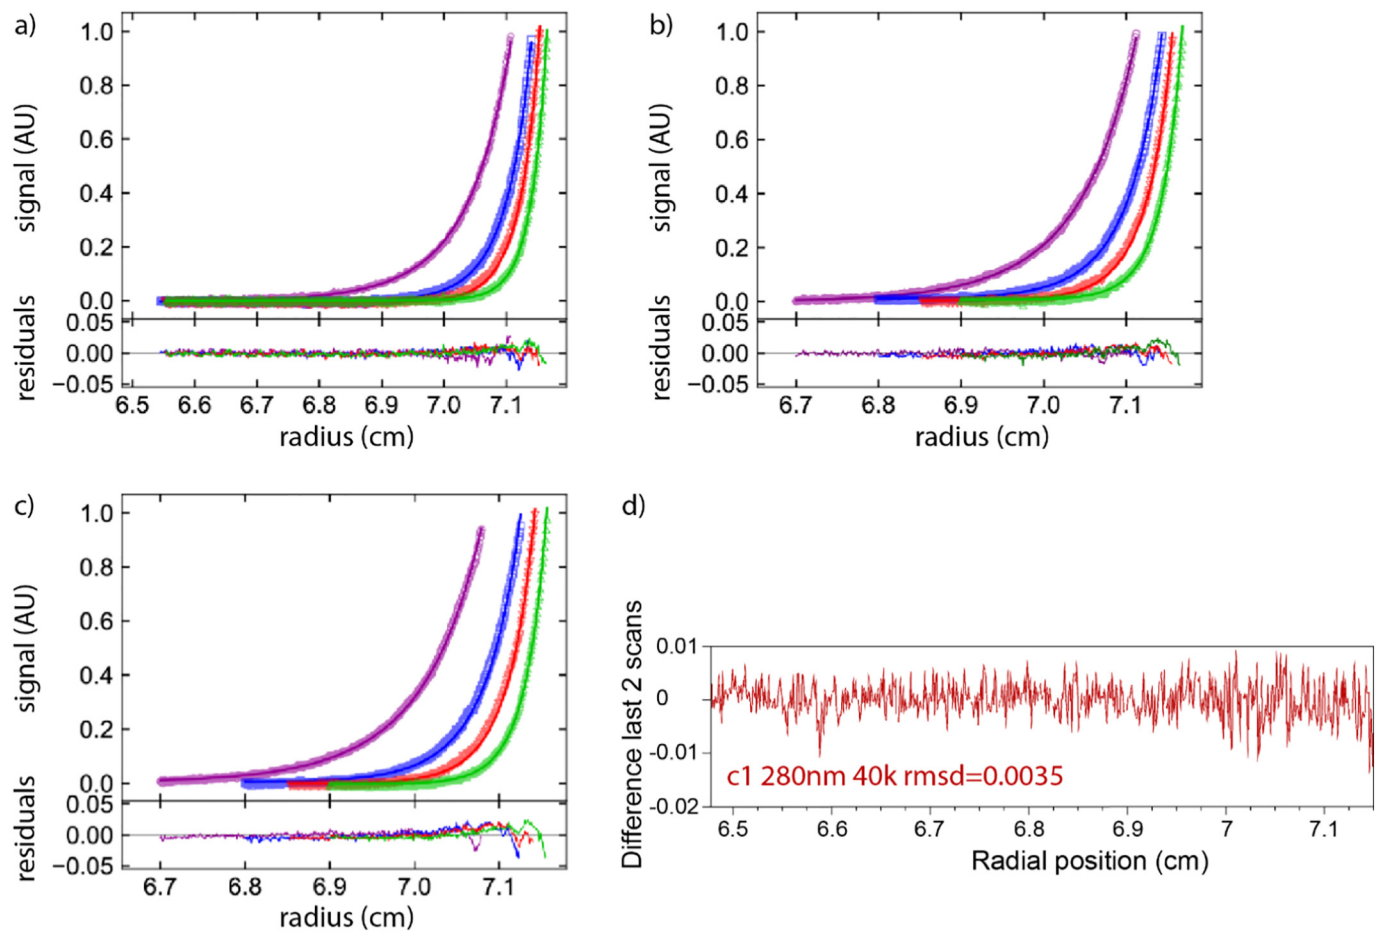 a)
signal (AU)
1.0
0.8
0.6
0.4
0.2
0.0
residuals
0.05
0.00
−0.05
6.5 6.6 6.7 6.8 6.9 7.0 7.1
radius (cm)
b)
signal (AU)
1.0
0.8
0.6
0.4
0.2
0.0
residuals
0.05
0.00
−0.05
6.7 6.8 6.9 7.0 7.1
radius (cm)
c)
signal (AU)
1.0
0.8
0.6
0.4
0.2
0.0
residuals
0.05
0.00
−0.05
6.7 6.8 6.9 7.0 7.1
radius (cm)
d)
Difference last 2 scans
0.01
0
-0.01
-0.02
c1 280nm 40k rmsd=0.0035
6.5 6.6 6.7 6.8 6.9 7 7.1
Radial position (cm)